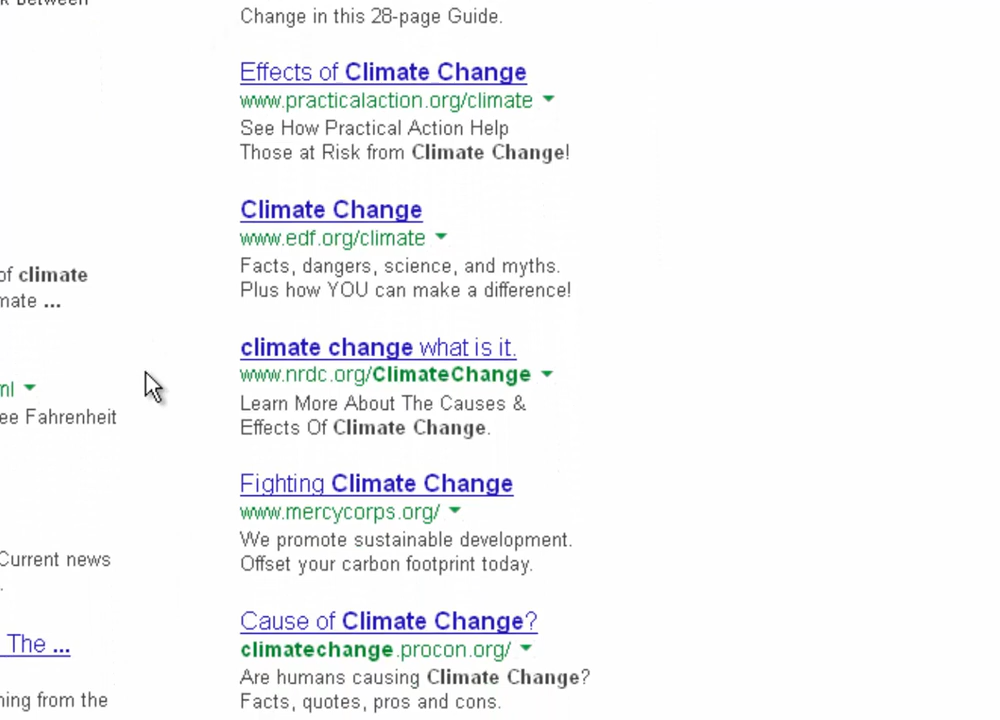 Change in this 28-page Guide.
Effects of Climate Change
www.practicalaction.org/climate
See How Practical Action Help
Those at Risk from Climate Change!
Climate Change
www.edf.org/climate
Facts, dangers, science, and myths.
Plus how YOU can make a difference!
climate change what is it.
www.nrdc.org/ClimateChange
Learn More About The Causes &
Effects Of Climate Change.
Fighting Climate Change
www.mercycorps.org/
We promote sustainable development.
Offset your carbon footprint today.
Cause of Climate Change?
climatechange.procon.org/
Are humans causing Climate Change?
Facts, quotes, pros and cons.
of climate
...
Fahrenheit
Current news
.
The ...
from the